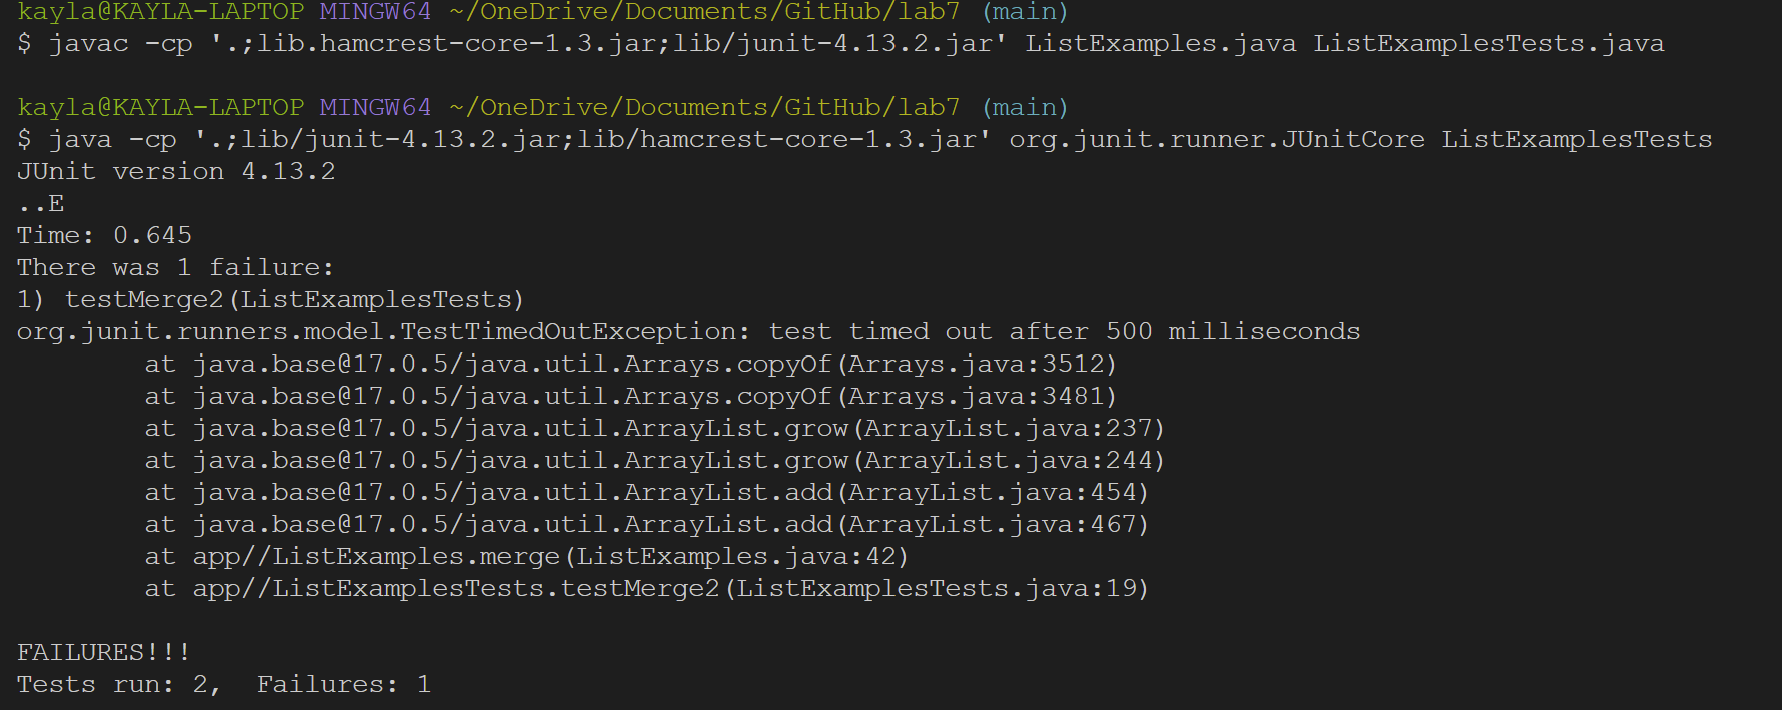 kayla@KAYLA-LAPTOP MINGW64 ~/OneDrive/Documents/GitHub/lab7 (main)
$ javac -cp '.;lib.hamcrest-core-1.3.jar;lib/junit-4.13.2.jar' ListExamples.java ListExamplesTests.java
kayla@KAYLA-LAPTOP MINGW64 ~/OneDrive/Documents/GitHub/lab7 (main)
$ java -cp '.;lib/junit-4.13.2.jar;lib/hamcrest-core-1.3.jar' org.junit.runner.JUnitCore ListExamplesTests
JUnit version 4.13.2
..E
Time: 0.645
There was 1 failure:
1) testMerge2(ListExamplesTests)
org.junit.runners.model.TestTimedOutException: test timed out after 500 milliseconds
        at java.base@17.0.5/java.util.Arrays.copyOf(Arrays.java:3512)
        at java.base@17.0.5/java.util.Arrays.copyOf(Arrays.java:3481)
        at java.base@17.0.5/java.util.ArrayList.grow(ArrayList.java:237)
        at java.base@17.0.5/java.util.ArrayList.grow(ArrayList.java:244)
        at java.base@17.0.5/java.util.ArrayList.add(ArrayList.java:454)
        at java.base@17.0.5/java.util.ArrayList.add(ArrayList.java:467)
        at app//ListExamples.merge(ListExamples.java:42)
        at app//ListExamplesTests.testMerge2(ListExamplesTests.java:19)
FAILURES!!!
Tests run: 2,  Failures: 1